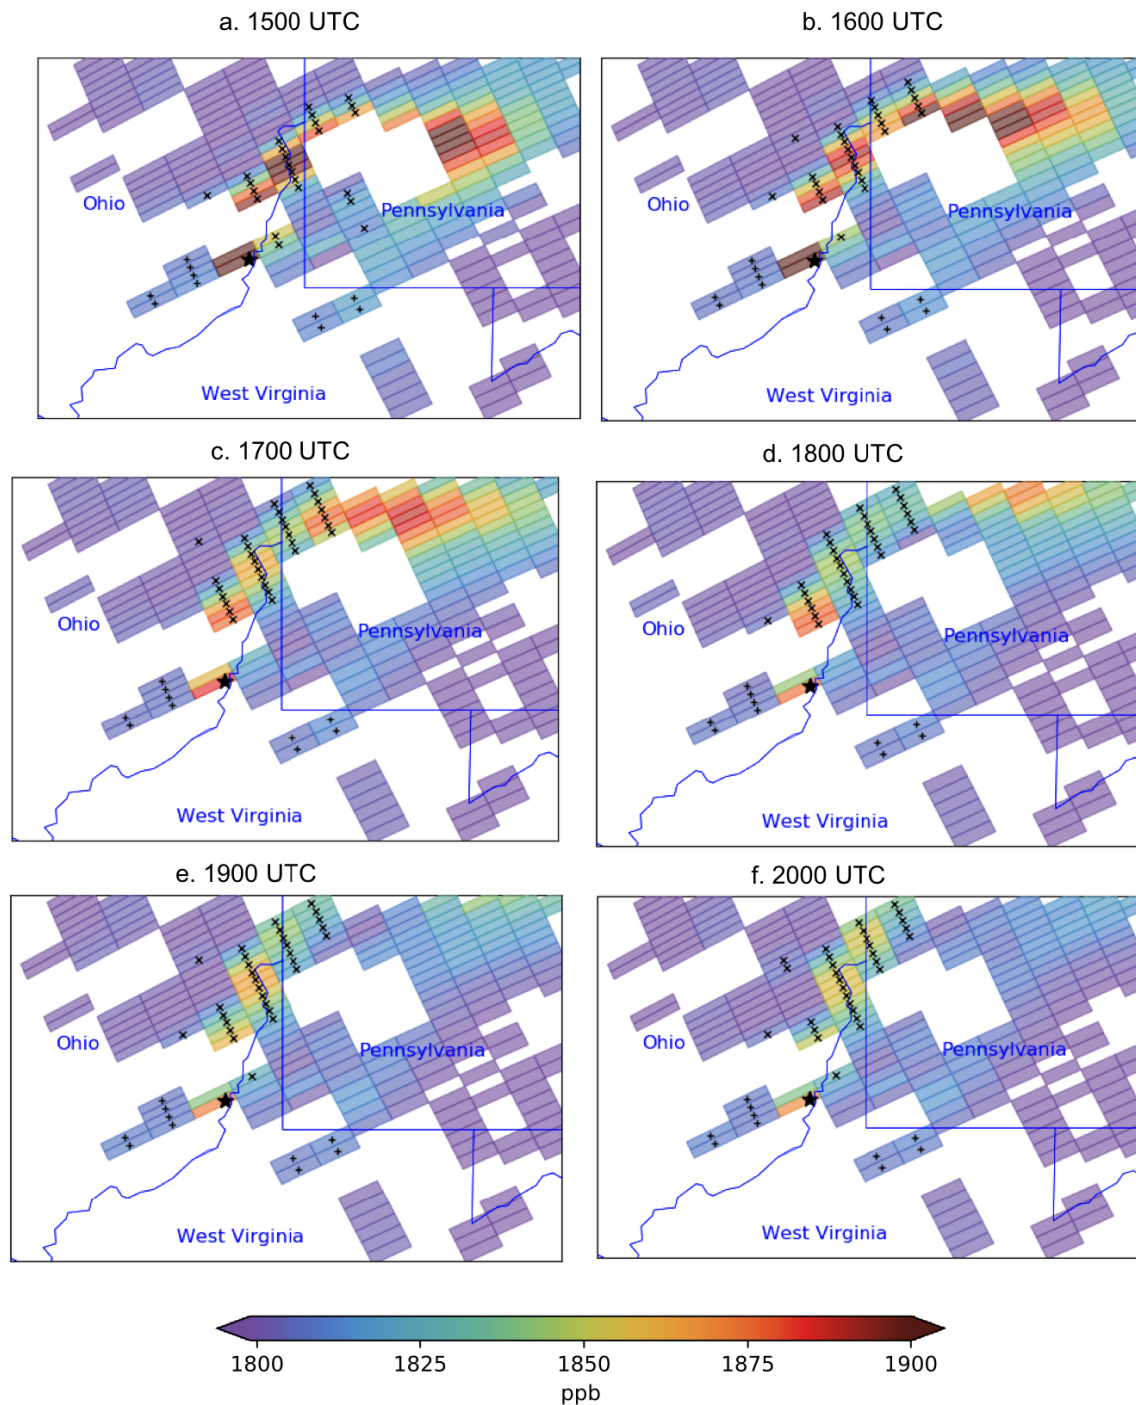 a. 1500 UTC
b. 1600 UTC
Ohio
Pennsylvania
West Virginia
Ohio
Pennsylvania
West Virginia
c. 1700 UTC
d. 1800 UTC
Ohio
Pennsylvania
West Virginia
Ohio
Pennsylvania
West Virginia
e. 1900 UTC
f. 2000 UTC
Ohio
Pennsylvania
West Virginia
Ohio
Pennsylvania
West Virginia
1800 1825 1850 1875 1900
ppb